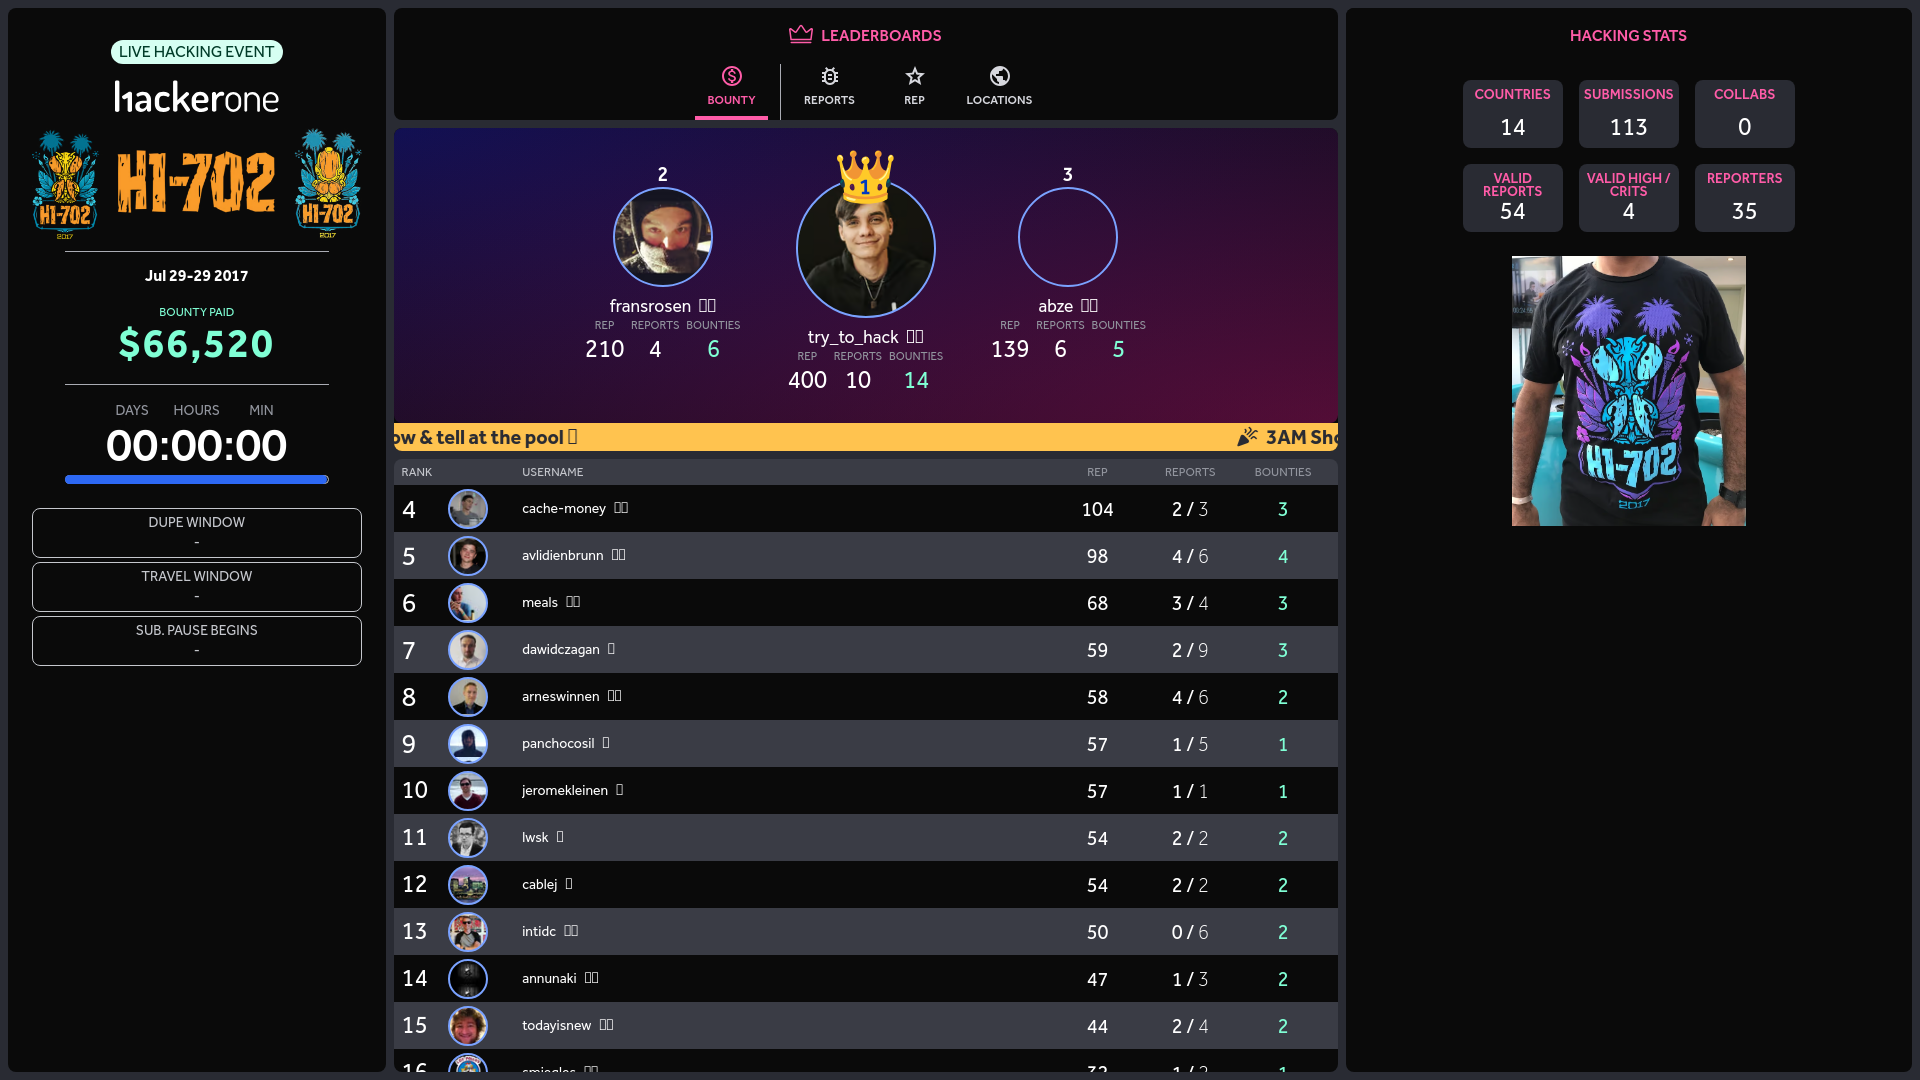 LIVE HACKING EVENT
hackerone
H1-702
2017
H1-702
H1-702
2017
Jul 29-29 2017
BOUNTY PAID
$66,520
DAYS HOURS MIN
00:00:00
DUPE WINDOW
-
TRAVEL WINDOW
-
SUB. PAUSE BEGINS
-
LEADERBOARDS
BOUNTY REPORTS REP LOCATIONS
2
fransrosen
REP REPORTS BOUNTIES
210 4 6
1
try_to_hack
REP REPORTS BOUNTIES
400 10 14
3
abze
REP REPORTS BOUNTIES
139 6 5
ow & tell at the pool 3AM Sho
RANK USERNAME REP REPORTS BOUNTIES
4 cache-money 104 2 / 3 3
5 avlidienbrunn 98 4 / 6 4
6 meals 68 3 / 4 3
7 dawidczagan 59 2 / 9 3
8 arneswinnen 58 4 / 6 2
9 panchocosil 57 1 / 5 1
10 jeromekleinen 57 1 / 1 1
11 lwsk 54 2 / 2 2
12 cablej 54 2 / 2 2
13 intidc 50 0 / 6 2
14 annunaki 47 1 / 3 2
15 todayisnew 44 2 / 4 2
16
HACKING STATS
COUNTRIES
14
SUBMISSIONS
113
COLLABS
0
VALID
REPORTS
54
VALID HIGH /
CRITS
4
REPORTERS
35
H1-702
2017